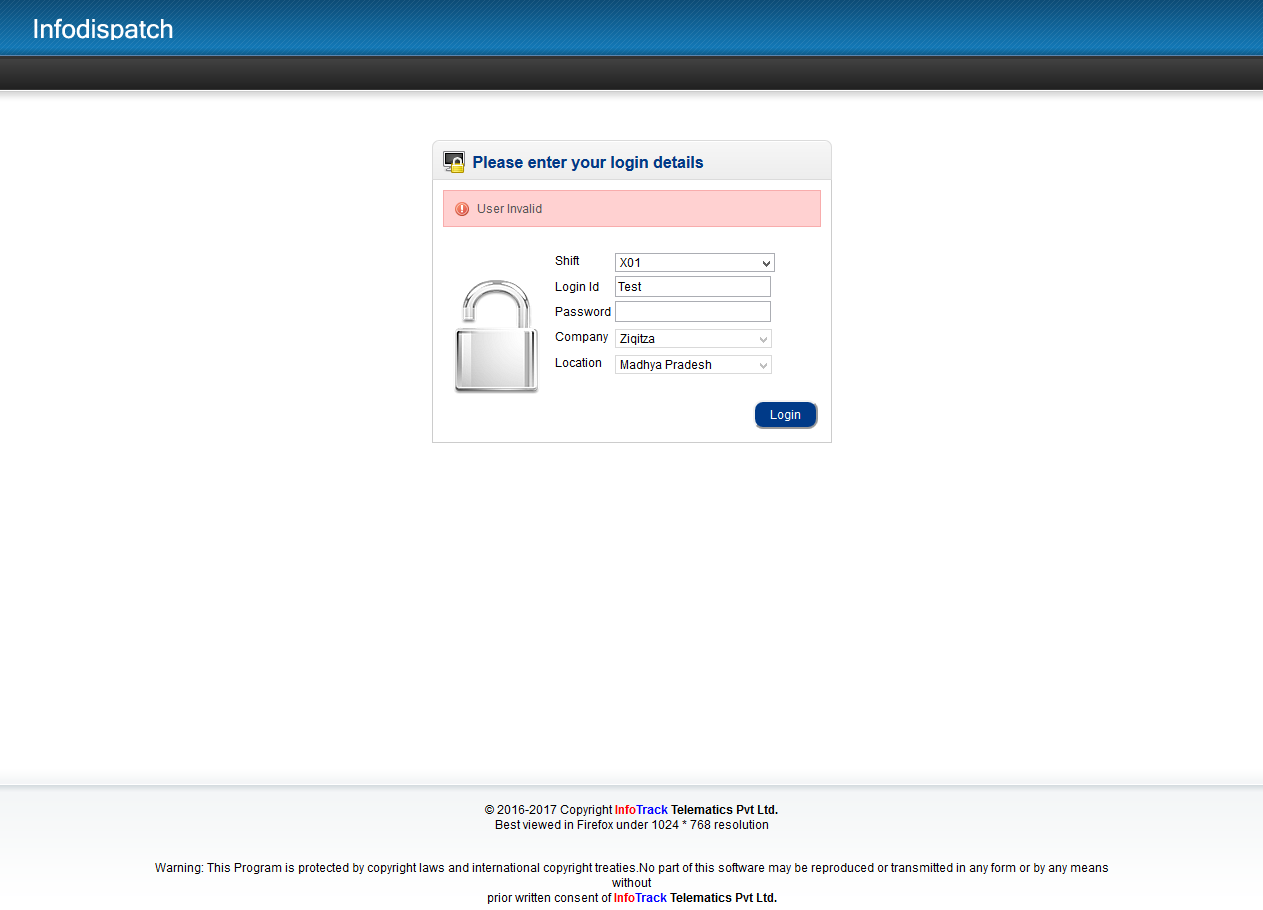 Infodispatch
Please enter your login details
User Invalid
Shift X01
Login Id Test
Password
Company Ziqitza
Location Madhya Pradesh
Login
© 2016-2017 Copyright InfoTrack Telematics Pvt Ltd.
Best viewed in Firefox under 1024 * 768 resolution
Warning: This Program is protected by copyright laws and international copyright treaties.No part of this software may be reproduced or transmitted in any form or by any means
without
prior written consent of InfoTrack Telematics Pvt Ltd.